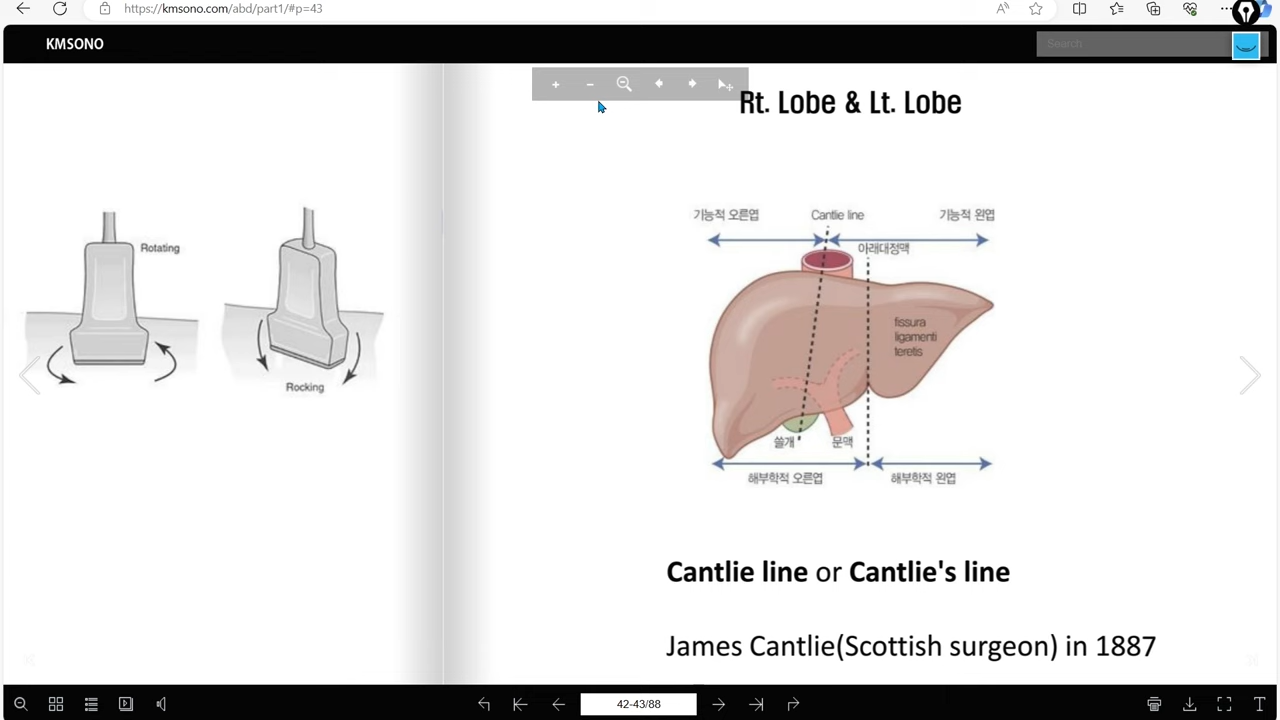 https://kmsono.com/abd/part1/#p=43
KMSONO
Search
Rt. Lobe & Lt. Lobe
Rotating
Rocking
기능적 오른엽
Cantlie line
기능적 왼엽
아래대정맥
fissura
ligamenti
teretis
쓸개
문맥
해부학적 오른엽
해부학적 왼엽
Cantlie line or Cantlie's line
James Cantlie(Scottish surgeon) in 1887
42-43/88